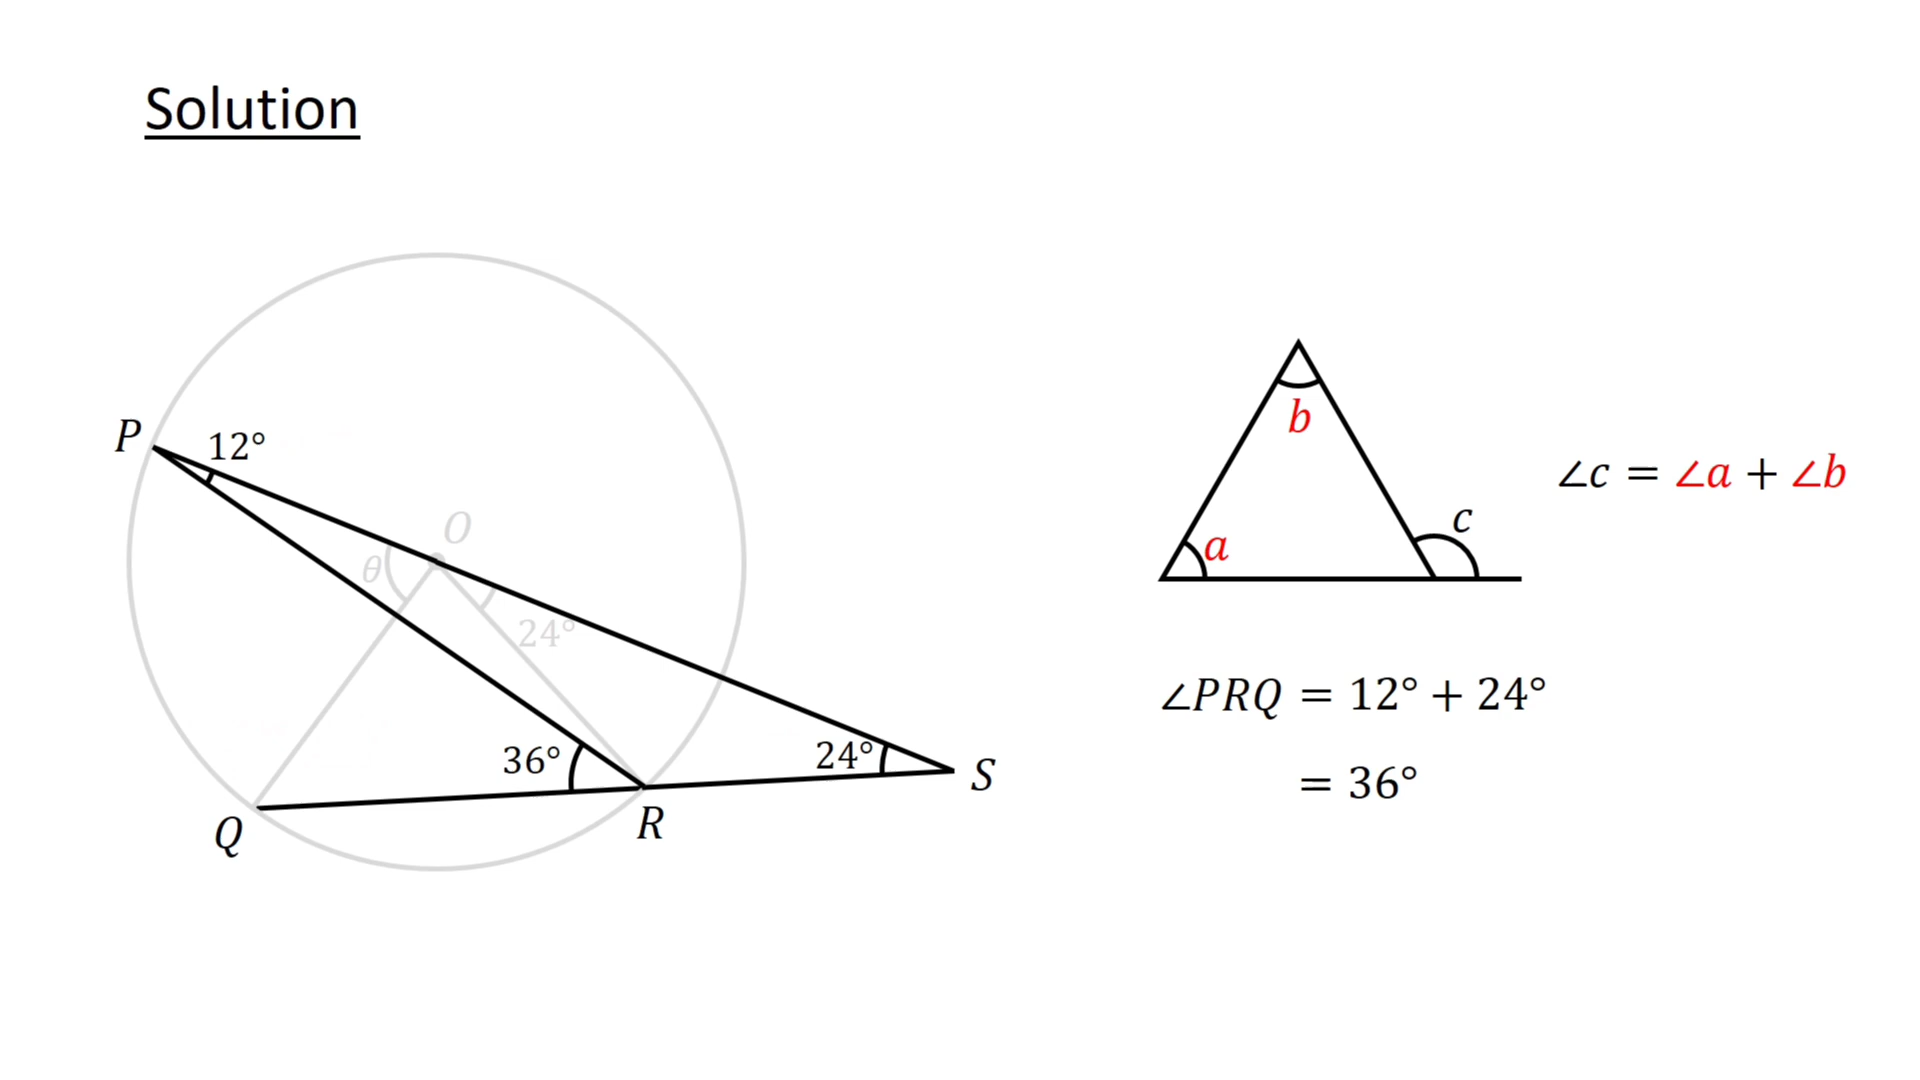 Solution
P
12°
O
θ
24°
36°
24°
S
Q
R
b
a
c
∠c = ∠a + ∠b
∠PRQ = 12° + 24°
= 36°